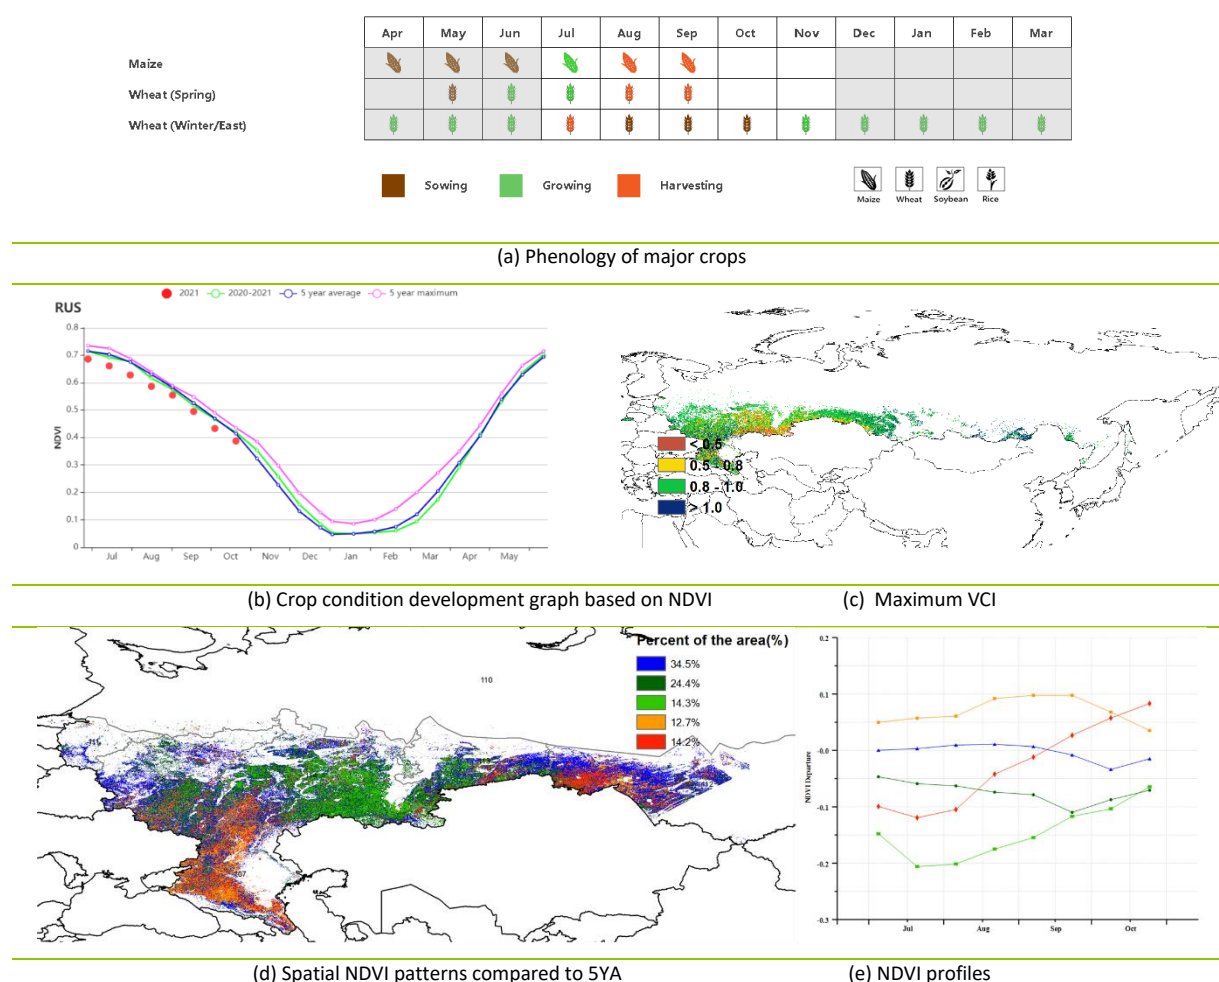 Apr May Jun Jul Aug Sep Oct Nov Dec Jan Feb Mar
Maize
Wheat (Spring)
Wheat (Winter/East)
Sowing Growing Harvesting
Maize Wheat Soybean Rice
(a) Phenology of major crops
2021 2020-2021 5 year average 5 year maximum
RUS
0.8
0.7
0.6
0.5
0.4
0.3
0.2
0.1
0
NDVI
Jul Aug Sep Oct Nov Dec Jan Feb Mar Apr May
< 0.5
0.5 - 0.8
0.8 - 1.0
> 1.0
(b) Crop condition development graph based on NDVI (c) Maximum VCI
Percent of the area(%)
34.5%
24.4%
14.3%
12.7%
14.2%
110
0.2
0.1
-0.0
-0.1
-0.2
-0.3
NDVI Departure
Jul Aug Sep Oct
(d) Spatial NDVI patterns compared to 5YA (e) NDVI profiles